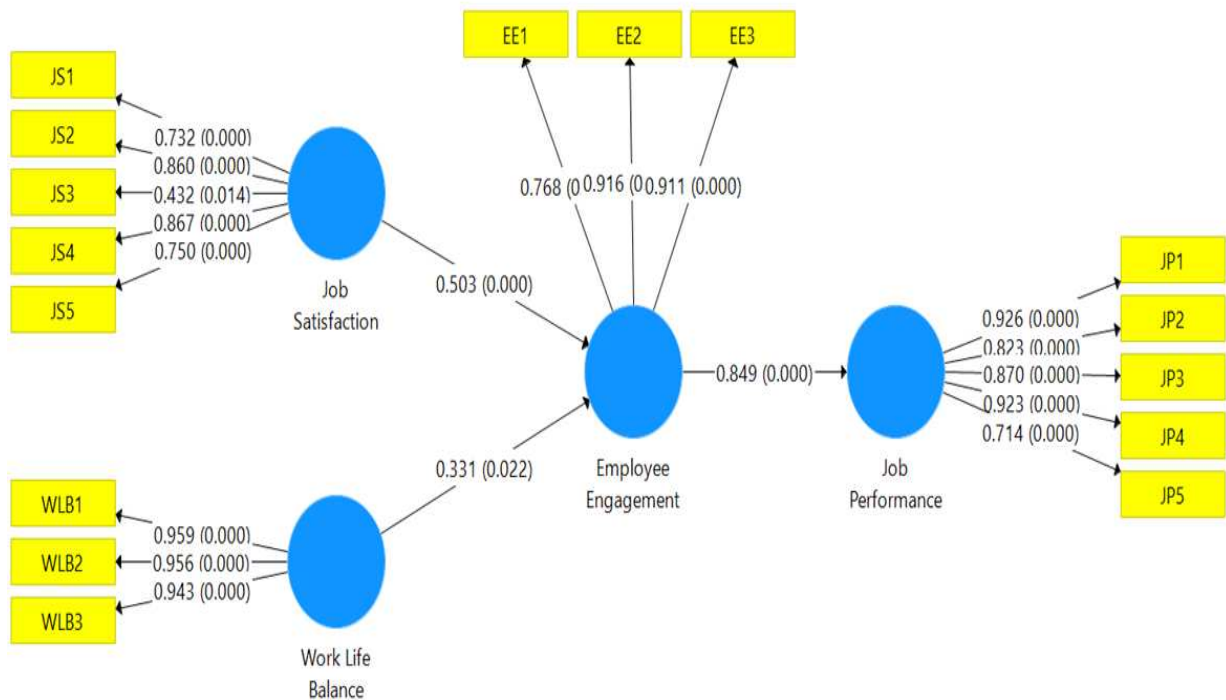 EE1
EE2
EE3
JS1
JS2
JS3
JS4
JS5
0.732 (0.000)
0.860 (0.000)
0.432 (0.014)
0.867 (0.000)
0.750 (0.000)
Job
Satisfaction
0.768 (0
0.916 (0
0.911 (0.000)
0.503 (0.000)
0.849 (0.000)
0.331 (0.022)
Employee
Engagement
JP1
JP2
JP3
JP4
JP5
0.926 (0.000)
0.823 (0.000)
0.870 (0.000)
0.923 (0.000)
0.714 (0.000)
Job
Performance
WLB1
WLB2
WLB3
0.959 (0.000)
0.956 (0.000)
0.943 (0.000)
Work Life
Balance